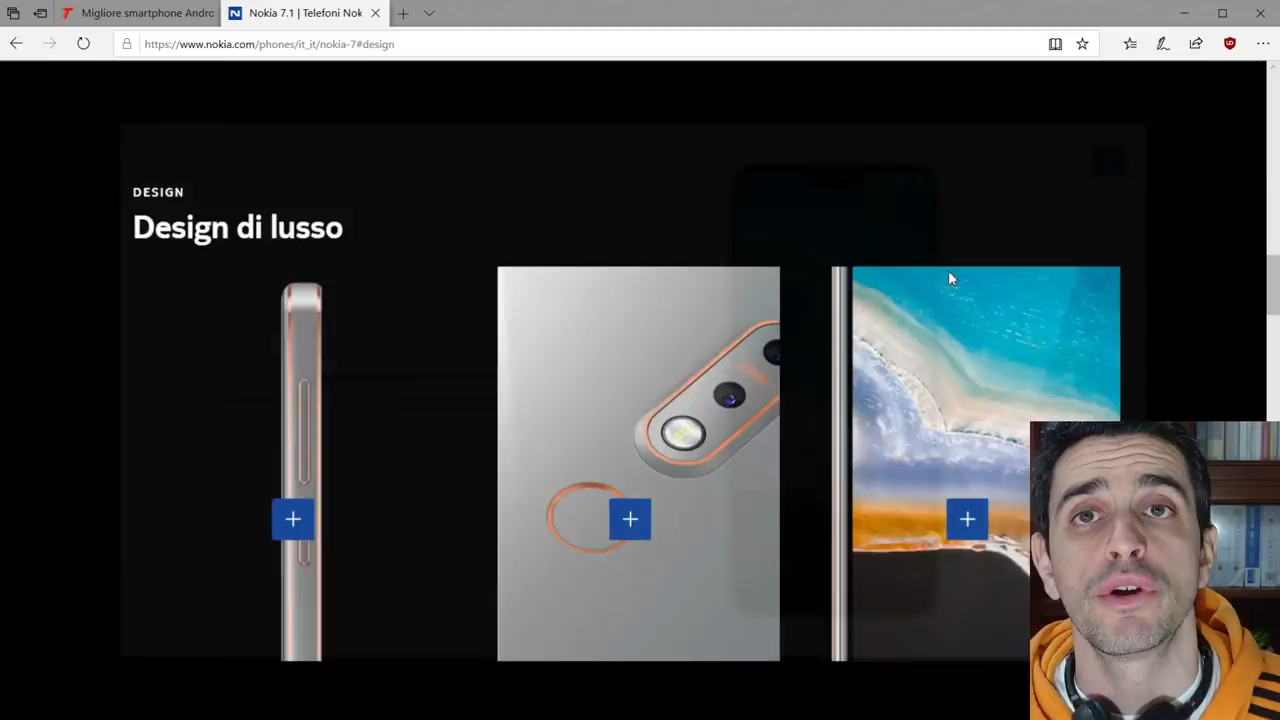 Migliore smartphone Andro
Nokia 7.1 | Telefoni Nok
https://www.nokia.com/phones/it_it/nokia-7#design
DESIGN
Design di lusso